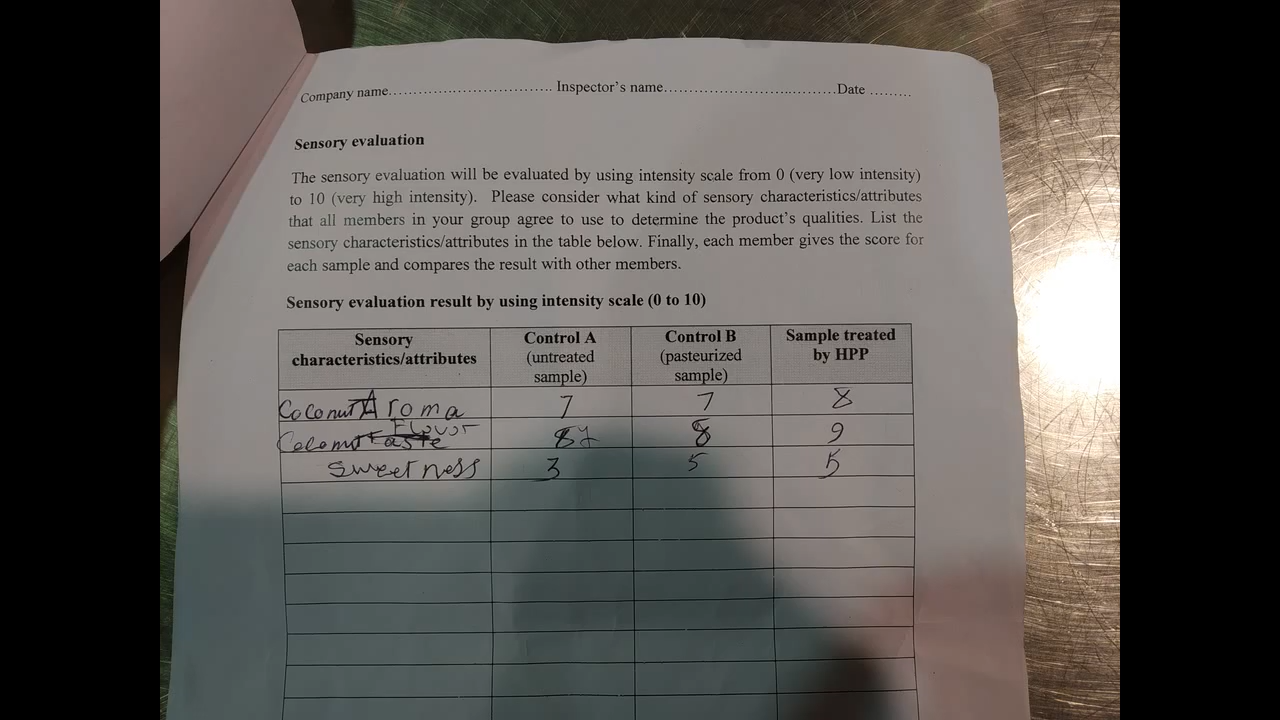 Company name................................ Inspector's name.....................................Date .........
Sensory evaluation
The sensory evaluation will be evaluated by using intensity scale from 0 (very low intensity)
to 10 (very high intensity). Please consider what kind of sensory characteristics/attributes
that all members in your group agree to use to determine the product's qualities. List the
sensory characteristics/attributes in the table below. Finally, each member gives the score for
each sample and compares the result with other members.
Sensory evaluation result by using intensity scale (0 to 10)
Sensory characteristics/attributes Control A (untreated sample) Control B (pasteurized sample) Sample treated by HPP
Coconut Aroma 7 7 8
Flavor
Coconut taste 7 8 9
Sweetness 3 5 5